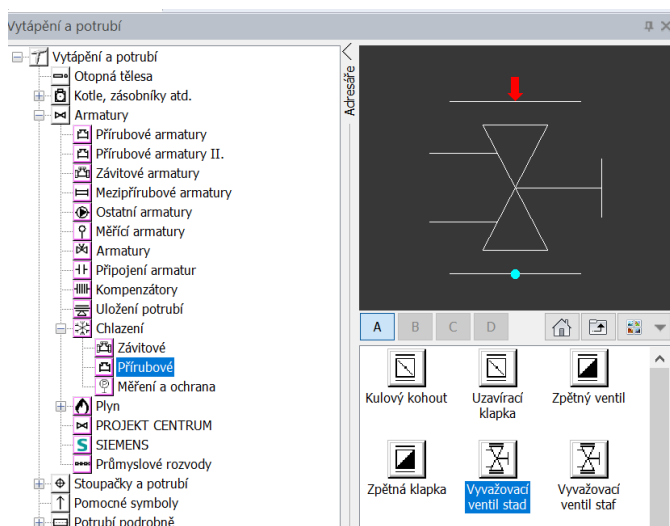 Vytápění a potrubí
Vytápění a potrubí
Otopná tělesa
Kotle, zásobníky atd.
Armatury
Přírubové armatury
Přírubové armatury II.
Závitové armatury
Mezipřírubové armatury
Ostatní armatury
Měřící armatury
Armatury
Připojení armatur
Kompenzátory
Uložení potrubí
Chlazení
Závitové
Přírubové
Měření a ochrana
Plyn
PROJEKT CENTRUM
SIEMENS
Průmyslové rozvody
Stoupačky a potrubí
Pomocné symboly
Potrubí podrobně
Adresáře
A B C D
Kulový kohout
Uzavírací
klapka
Zpětný ventil
Zpětná klapka
Vyvažovací
ventil stad
Vyvažovací
ventil staf